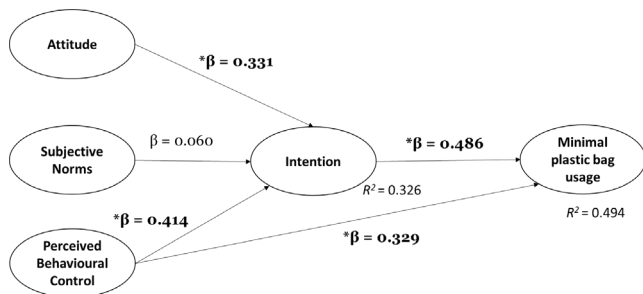 Attitude
*β = 0.331
Subjective
Norms
β = 0.060
Intention
*β = 0.486
Minimal
plastic bag
usage
R² = 0.326
R² = 0.494
*β = 0.414
*β = 0.329
Perceived
Behavioural
Control